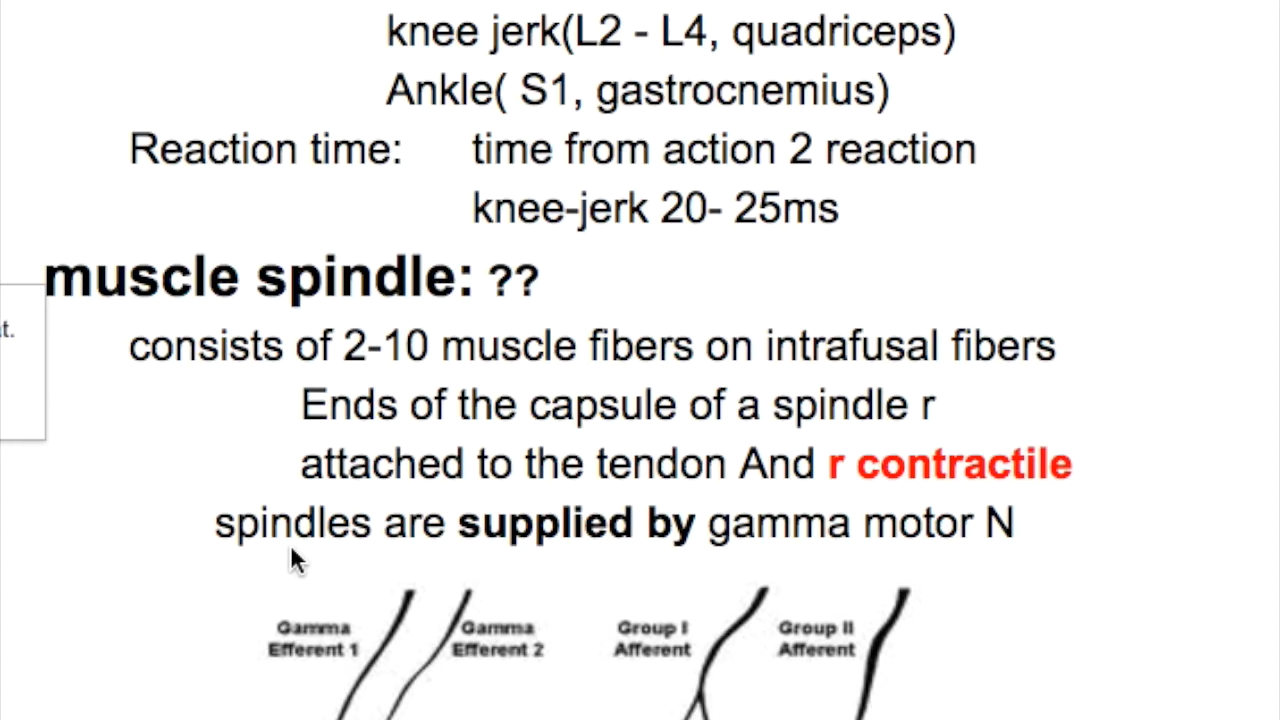 knee jerk(L2 - L4, quadriceps)
Ankle( S1, gastrocnemius)
Reaction time: time from action 2 reaction
knee-jerk 20- 25ms
muscle spindle: ??
t.
consists of 2-10 muscle fibers on intrafusal fibers
Ends of the capsule of a spindle r
attached to the tendon And r contractile
spindles are supplied by gamma motor N
Gamma Efferent 1
Gamma Efferent 2
Group I Afferent
Group II Afferent